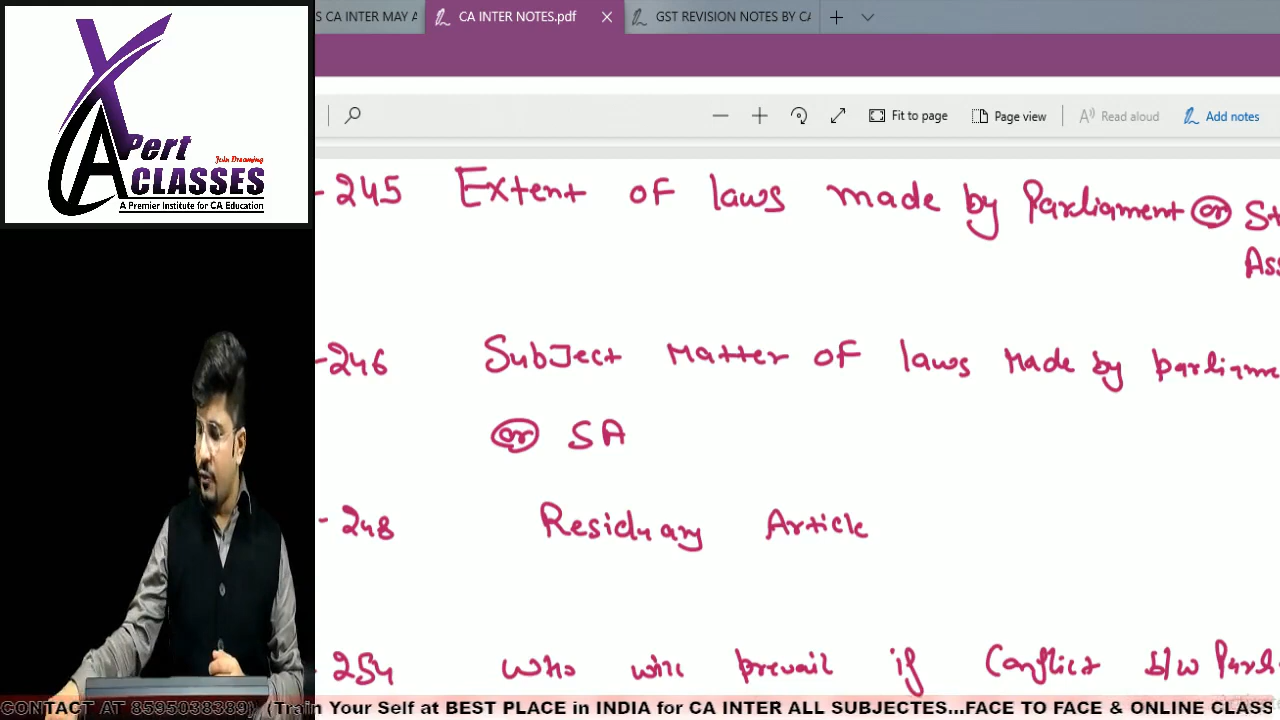 S CA INTER MAY A
CA INTER NOTES.pdf
GST REVISION NOTES BY CA
Fit to page
Page view
Read aloud
Add notes
XPert
Join Dreaming
CA CLASSES
A Premier Institute for CA Education
-245 Extent of laws made by Parliament or St
Ass
-246 Subject Matter of laws Made by parliame
or SA
-248 Residuary Article
-254 Who will prevail if Conflict b/w Parli
CONTACT AT 8595038389) (Train Your Self at BEST PLACE in INDIA for CA INTER ALL SUBJECTES...FACE TO FACE & ONLINE CLASS